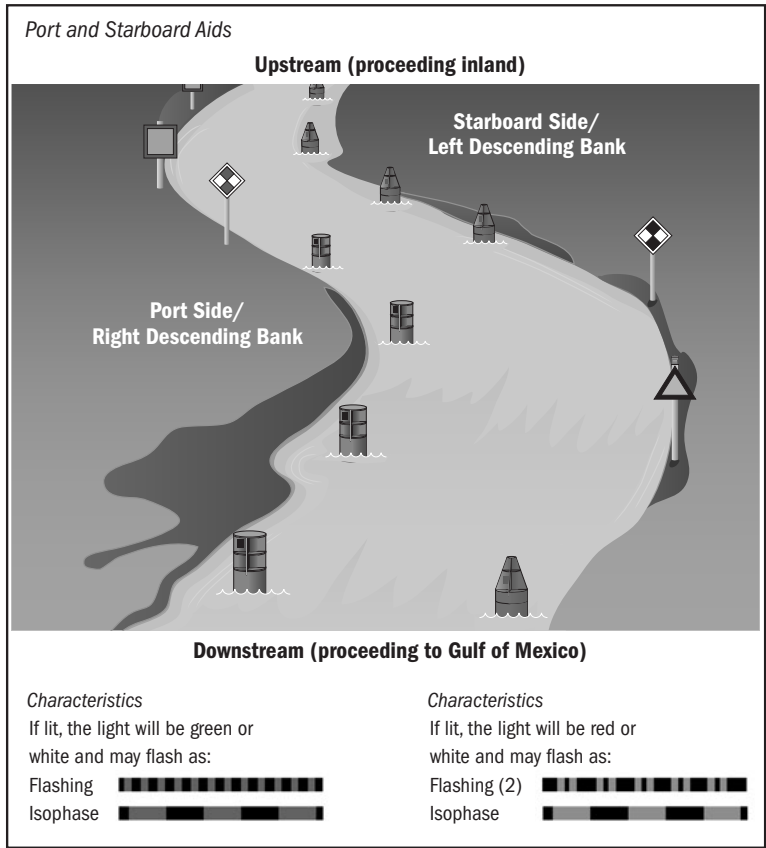 Port and Starboard Aids
Upstream (proceeding inland)
Starboard Side/
Left Descending Bank
Port Side/
Right Descending Bank
Downstream (proceeding to Gulf of Mexico)
Characteristics
If lit, the light will be green or
white and may flash as:
Flashing
Isophase
Characteristics
If lit, the light will be red or
white and may flash as:
Flashing (2)
Isophase